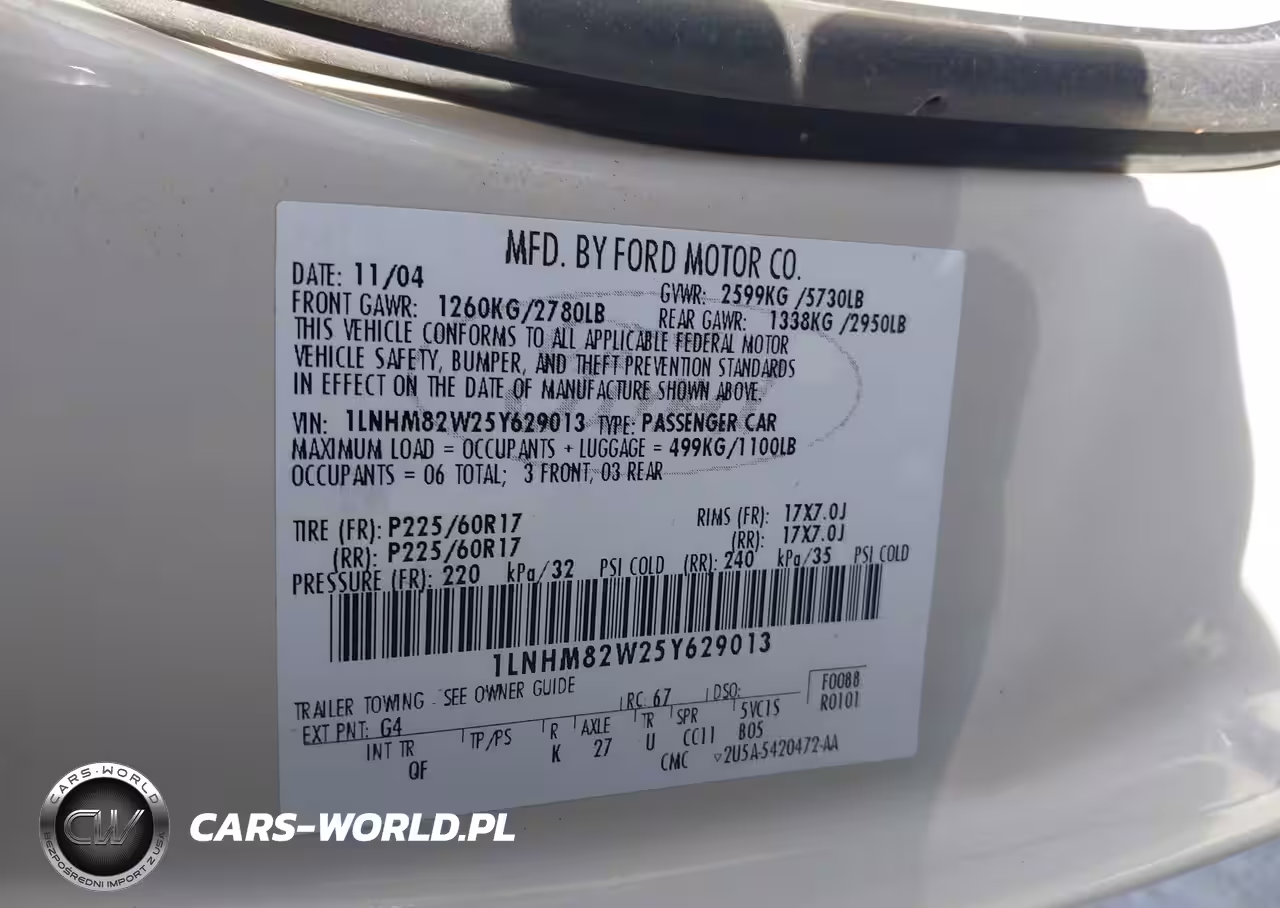 MFD. BY FORD MOTOR CO.
DATE: 11/04
GVWR: 2599KG /5730LB
FRONT GAWR: 1260KG/2780LB
REAR GAWR: 1338KG /2950LB
THIS VEHICLE CONFORMS TO ALL APPLICABLE FEDERAL MOTOR
VEHICLE SAFETY, BUMPER, AND THEFT PREVENTION STANDARDS
IN EFFECT ON THE DATE OF MANUFACTURE SHOWN ABOVE.
VIN: 1LNHM82W25Y629013 TYPE: PASSENGER CAR
MAXIMUM LOAD = OCCUPANTS + LUGGAGE = 499KG/1100LB
OCCUPANTS = 06 TOTAL; 3 FRONT, 03 REAR
TIRE (FR): P225/60R17 RIMS (FR): 17X7.0J
(RR): P225/60R17 (RR): 17X7.0J
PRESSURE (FR): 220 kPa/32 PSI COLD (RR): 240 kPa/35 PSI COLD
1LNHM82W25Y629013
TRAILER TOWING - SEE OWNER GUIDE
RC: 67 DSO: F0088
R0101
EXT PNT: G4
INT TR TP/PS R AXLE TR SPR 5VC1S
QF K 27 U CC11 B05
CMC ▽2U5A-5420472-AA
CARS-WORLD
CW
BEZPOŚREDNI IMPORT Z USA
CARS-WORLD.PL